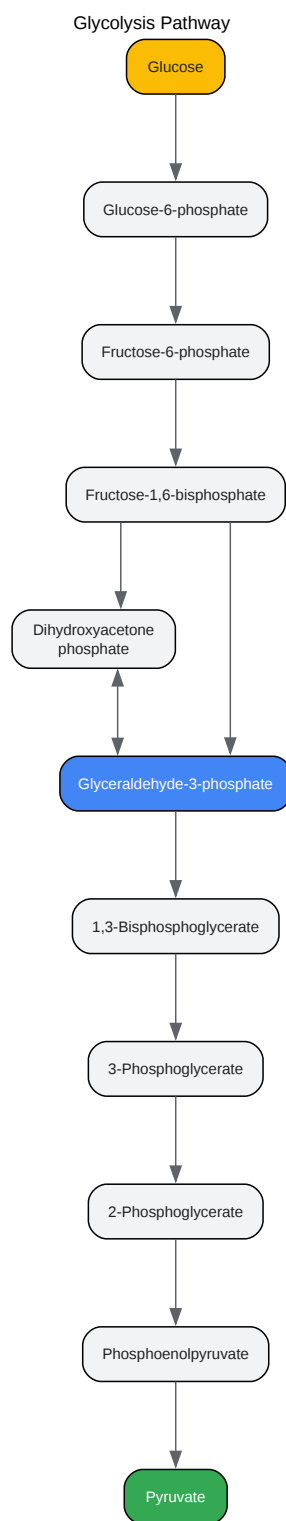 Glycolysis Pathway
Glucose
Glucose-6-phosphate
Fructose-6-phosphate
Fructose-1,6-bisphosphate
Dihydroxyacetone
phosphate
Glyceraldehyde-3-phosphate
1,3-Bisphosphoglycerate
3-Phosphoglycerate
2-Phosphoglycerate
Phosphoenolpyruvate
Pyruvate